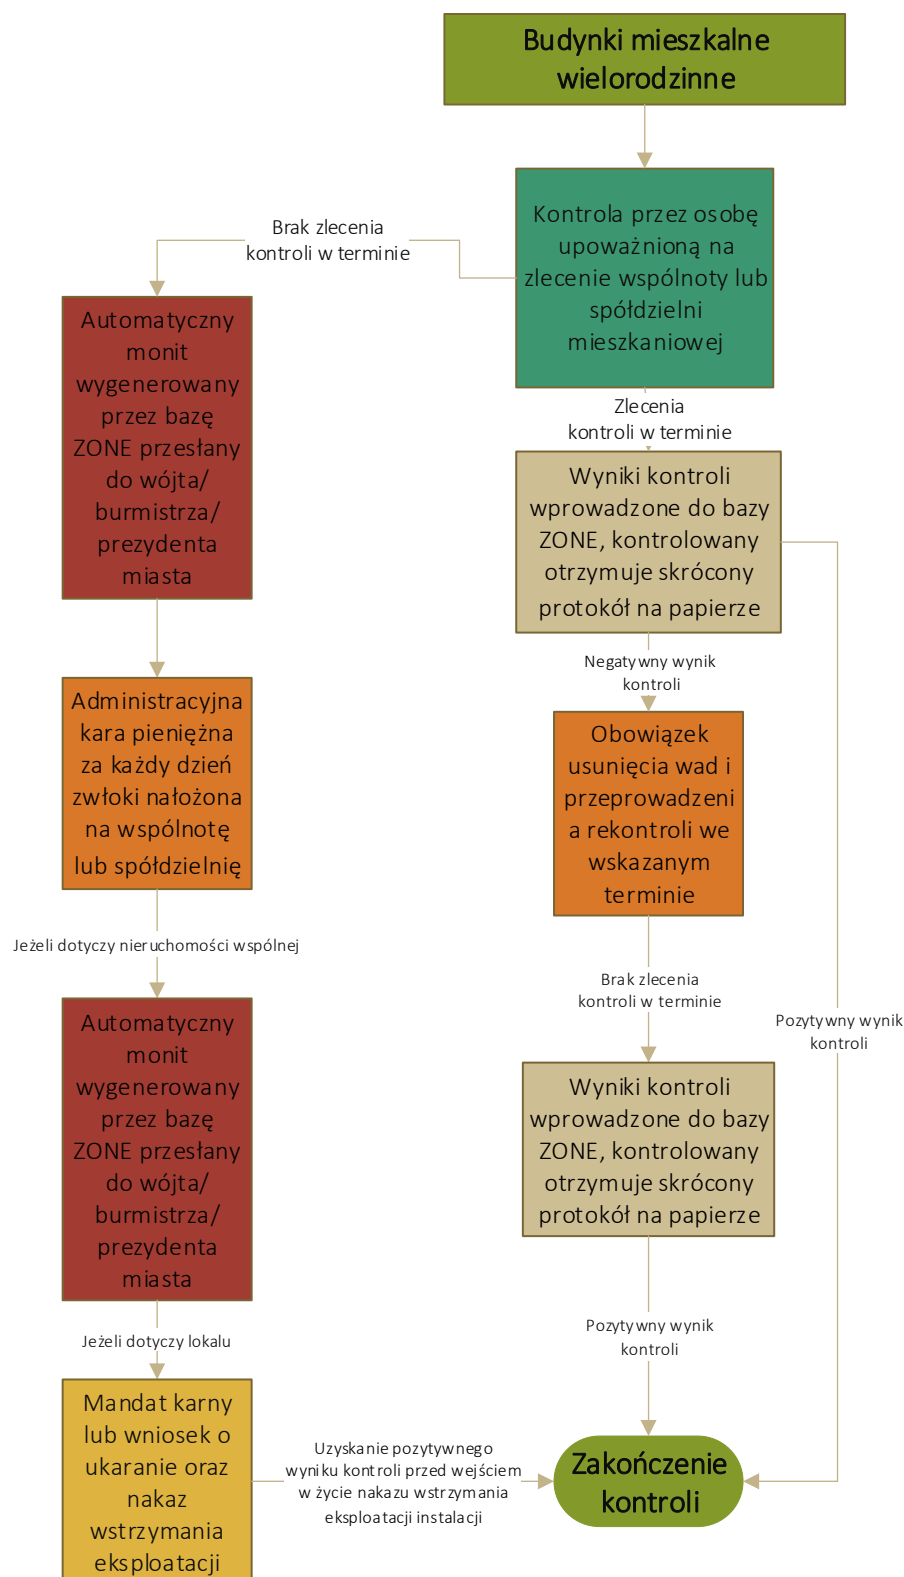 Budynki mieszkalne
wielorodzinne
Kontrola przez osobę
upoważnioną na
zlecenie wspólnoty lub
spółdzielni
mieszkaniowej
Brak zlecenia
kontroli w terminie
Automatyczny
monit
wygenerowany
przez bazę
ZONE przesłany
do wójta/
burmistrza/
prezydenta
miasta
Zlecenia
kontroli w terminie
Wyniki kontroli
wprowadzone do bazy
ZONE, kontrolowany
otrzymuje skrócony
protokół na papierze
Negatywny wynik
kontroli
Administracyjna
kara pieniężna
za każdy dzień
zwłoki nałożona
na wspólnotę
lub spółdzielnię
Obowiązek
usunięcia wad i
przeprowadzeni
a rekontroli we
wskazanym
terminie
Jeżeli dotyczy nieruchomości wspólnej
Brak zlecenia
kontroli w terminie
Automatyczny
monit
wygenerowany
przez bazę
ZONE przesłany
do wójta/
burmistrza/
prezydenta
miasta
Pozytywny wynik
kontroli
Wyniki kontroli
wprowadzone do bazy
ZONE, kontrolowany
otrzymuje skrócony
protokół na papierze
Jeżeli dotyczy lokalu
Pozytywny wynik
kontroli
Mandat karny
lub wniosek o
ukaranie oraz
nakaz
wstrzymania
eksploatacji
Uzyskanie pozytywnego
wyniku kontroli przed wejściem
w życie nakazu wstrzymania
eksploatacji instalacji
Zakończenie
kontroli